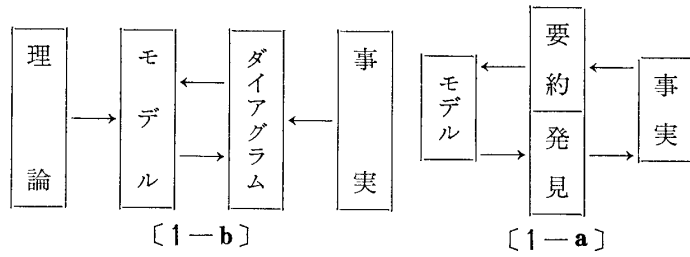 事実
要約
発見
モデル
〔1―a〕
事実
ダイアグラム
モデル
理論
〔1―b〕